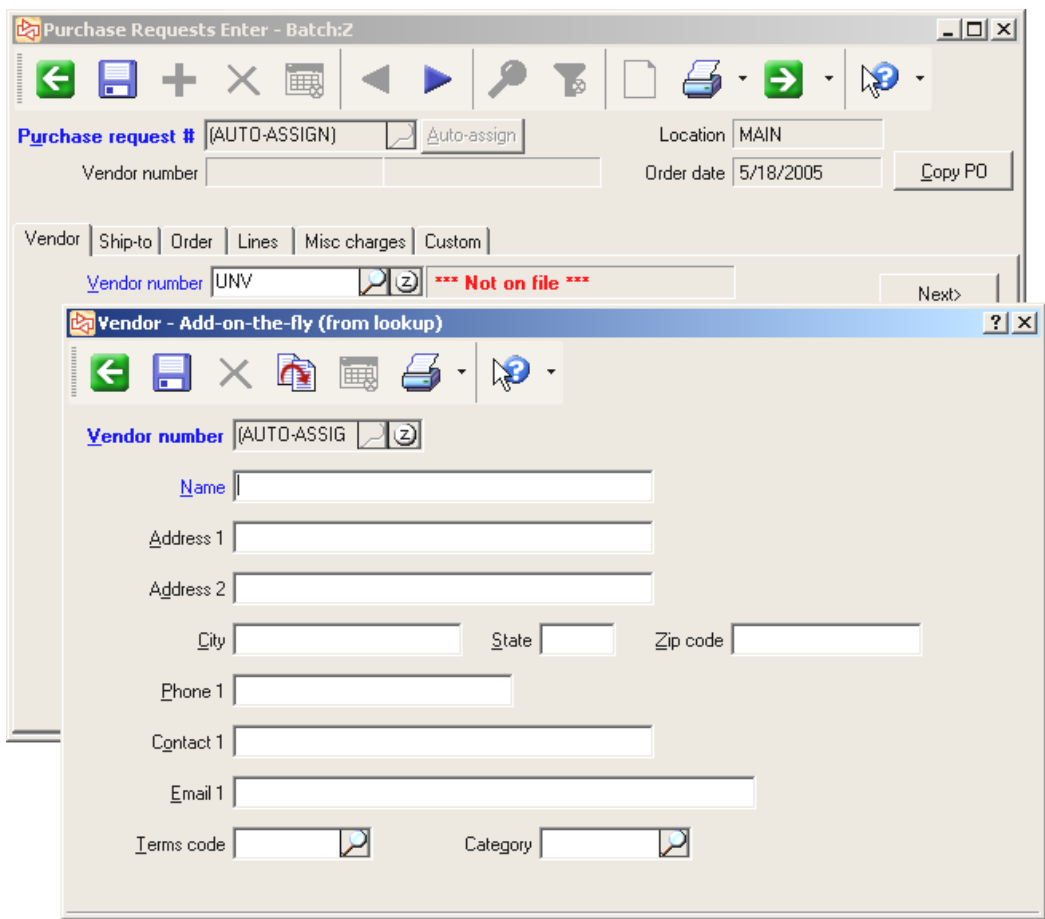 Purchase Requests Enter - Batch:Z
Purchase request # (AUTO-ASSIGN) Auto-assign Location MAIN
Vendor number Order date 5/18/2005 Copy PO
Vendor Ship-to Order Lines Misc charges Custom
Vendor number UNV Z *** Not on file *** Next>
Vendor - Add-on-the-fly (from lookup)
Vendor number (AUTO-ASSIG Z
Name
Address 1
Address 2
City State Zip code
Phone 1
Contact 1
Email 1
Terms code Category